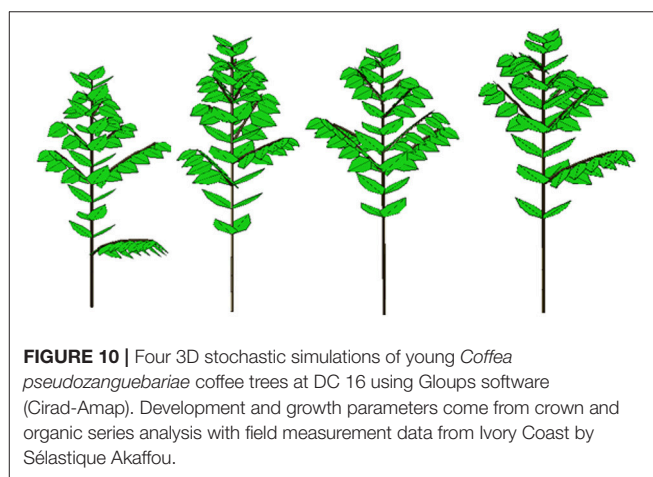 FIGURE 10 | Four 3D stochastic simulations of young Coffea
pseudozanguebariae coffee trees at DC 16 using Gloups software
(Cirad-Amap). Development and growth parameters come from crown and
organic series analysis with field measurement data from Ivory Coast by
Sélastique Akaffou.